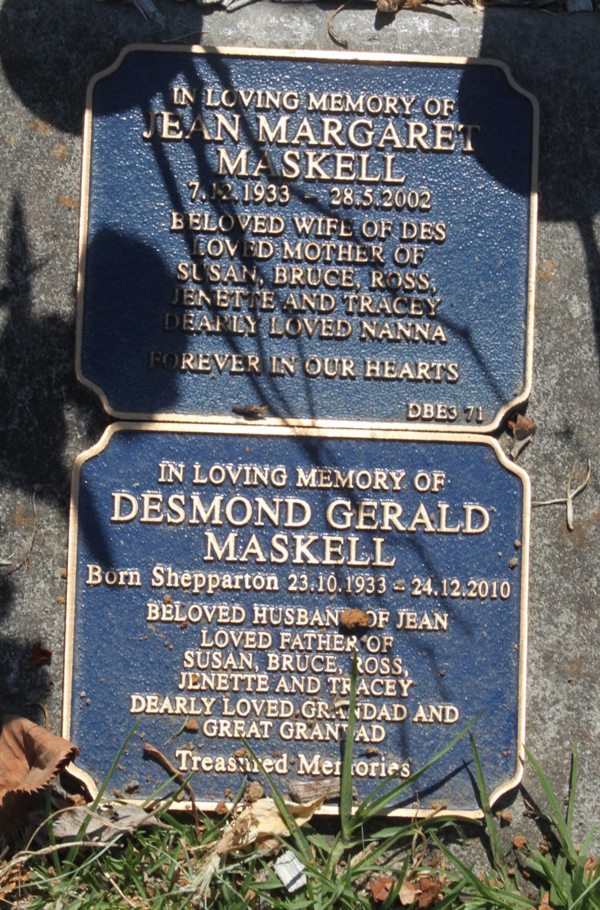 IN LOVING MEMORY OF
JEAN MARGARET
MASKELL
7.12.1933 - 28.5.2002
BELOVED WIFE OF DES
LOVED MOTHER OF
SUSAN, BRUCE, ROSS,
JENETTE AND TRACEY
DEARLY LOVED NANNA
FOREVER IN OUR HEARTS
DBE3 71
IN LOVING MEMORY OF
DESMOND GERALD
MASKELL
Born Shepparton 23.10.1933 - 24.12.2010
BELOVED HUSBAND OF JEAN
LOVED FATHER OF
SUSAN, BRUCE, ROSS,
JENETTE AND TRACEY
DEARLY LOVED GRANDAD AND
GREAT GRANDAD
Treasured Memories